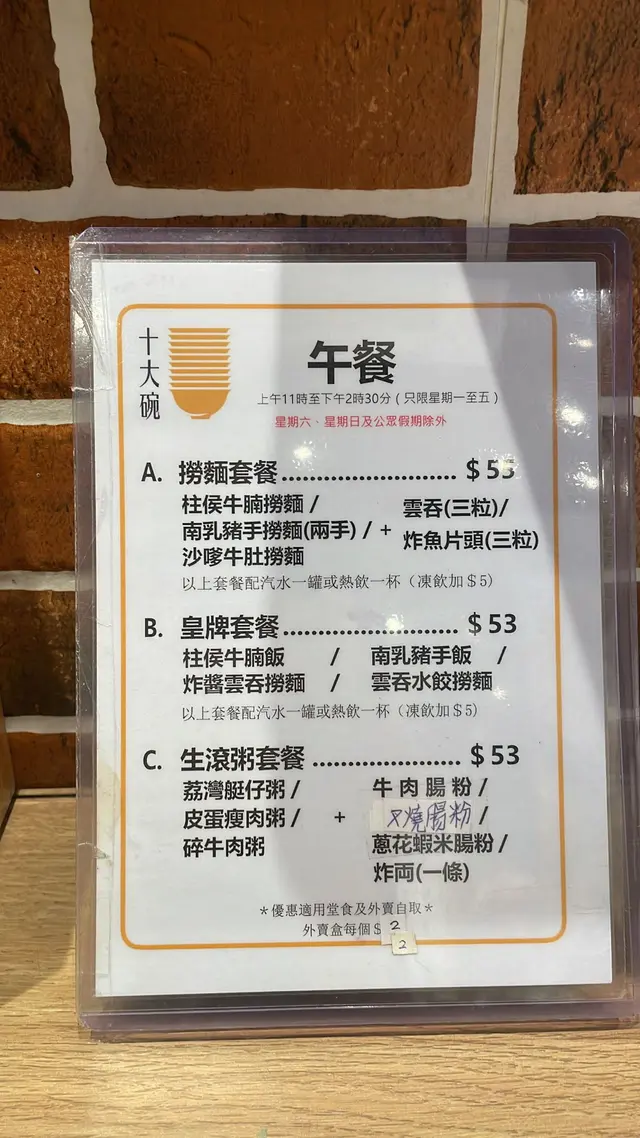 十大碗
午餐
上午11時至下午2時30分 ( 只限星期一至五 )
星期六、星期日及公眾假期除外
A. 撈麵套餐.......................... $ 55
柱侯牛腩撈麵 /
南乳豬手撈麵(兩手) / +
沙嗲牛肚撈麵
雲吞(三粒)/
炸魚片頭(三粒)
以上套餐配汽水一罐或熱飲一杯（凍飲加＄5）
B. 皇牌套餐.......................... $ 53
柱侯牛腩飯 / 南乳豬手飯 /
炸醬雲吞撈麵 / 雲吞水餃撈麵
以上套餐配汽水一罐或熱飲一杯（凍飲加＄5）
C. 生滾粥套餐 ...................... $ 53
荔灣艇仔粥 /
皮蛋瘦肉粥 / +
碎牛肉粥
牛肉腸粉 /
叉燒腸粉 /
蔥花蝦米腸粉 /
炸両(一條)
＊優惠適用堂食及外賣自取＊
外賣盒每個＄2
2